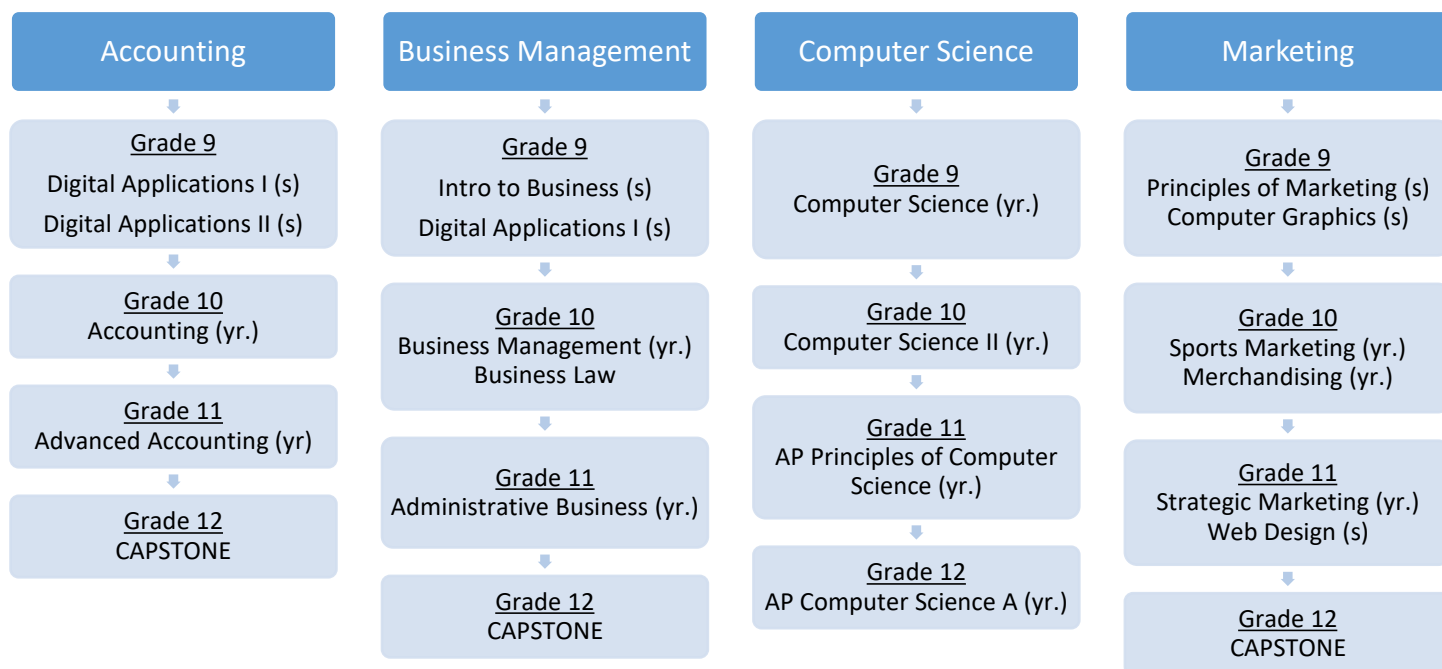 Accounting
Grade 9
Digital Applications I (s)
Digital Applications II (s)
Grade 10
Accounting (yr.)
Grade 11
Advanced Accounting (yr)
Grade 12
CAPSTONE
Business Management
Grade 9
Intro to Business (s)
Digital Applications I (s)
Grade 10
Business Management (yr.)
Business Law
Grade 11
Administrative Business (yr.)
Grade 12
CAPSTONE
Computer Science
Grade 9
Computer Science (yr.)
Grade 10
Computer Science II (yr.)
Grade 11
AP Principles of Computer
Science (yr.)
Grade 12
AP Computer Science A (yr.)
Marketing
Grade 9
Principles of Marketing (s)
Computer Graphics (s)
Grade 10
Sports Marketing (yr.)
Merchandising (yr.)
Grade 11
Strategic Marketing (yr.)
Web Design (s)
Grade 12
CAPSTONE